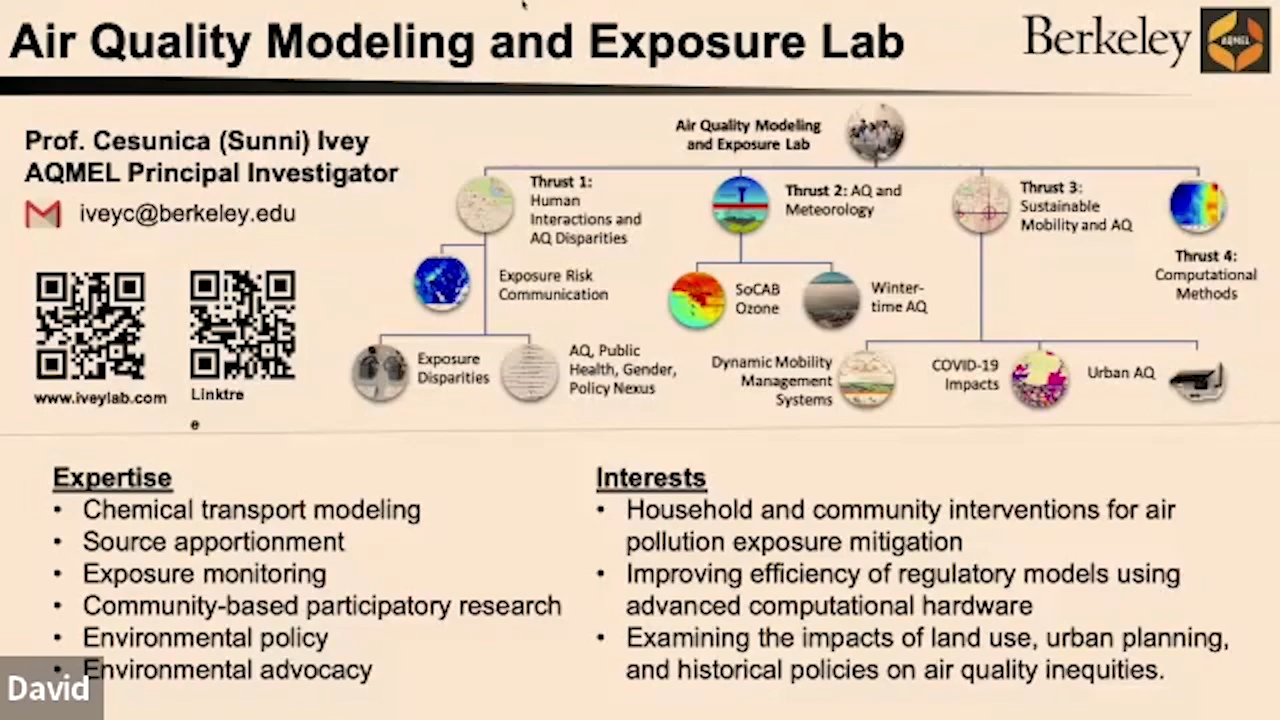 Air Quality Modeling and Exposure Lab
Berkeley
AQMEL
Prof. Cesunica (Sunni) Ivey
AQMEL Principal Investigator
iveyc@berkeley.edu
www.iveylab.com
Linktre
e
Air Quality Modeling
and Exposure Lab
Thrust 1:
Human
Interactions and
AQ Disparities
Thrust 2: AQ and
Meteorology
Thrust 3:
Sustainable
Mobility and AQ
Thrust 4:
Computational
Methods
Exposure Risk
Communication
SoCAB
Ozone
Winter-
time AQ
Exposure
Disparities
AQ, Public
Health, Gender,
Policy Nexus
Dynamic Mobility
Management
Systems
COVID-19
Impacts
Urban AQ
Expertise
• Chemical transport modeling
• Source apportionment
• Exposure monitoring
• Community-based participatory research
• Environmental policy
• Environmental advocacy
Interests
• Household and community interventions for air
pollution exposure mitigation
• Improving efficiency of regulatory models using
advanced computational hardware
• Examining the impacts of land use, urban planning,
and historical policies on air quality inequities.
David